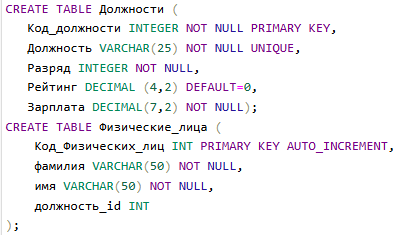 CREATE TABLE Должности (
Код_должности INTEGER NOT NULL PRIMARY KEY,
Должность VARCHAR(25) NOT NULL UNIQUE,
Разряд INTEGER NOT NULL,
Рейтинг DECIMAL (4,2) DEFAULT=0,
Зарплата DECIMAL(7,2) NOT NULL);
CREATE TABLE Физические_лица (
Код_Физических_лиц INT PRIMARY KEY AUTO_INCREMENT,
фамилия VARCHAR(50) NOT NULL,
имя VARCHAR(50) NOT NULL,
должность_id INT
);